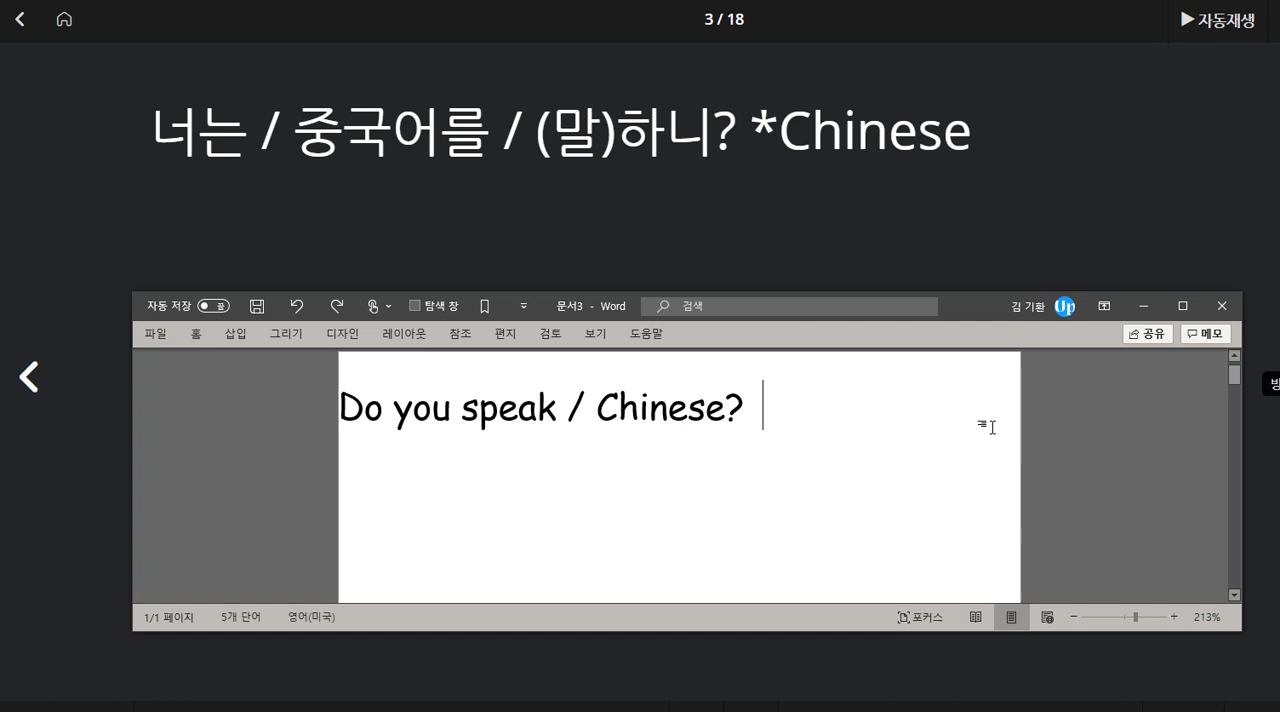 3 / 18
▶ 자동재생
너는 / 중국어를 / (말)하니? *Chinese
자동 저장 끔 탐색 창 문서3 - Word 검색 김 기환 Up
파일 홈 삽입 그리기 디자인 레이아웃 참조 편지 검토 보기 도움말 공유 메모
Do you speak / Chinese?
1/1 페이지 5개 단어 영어(미국) 포커스 − + 213%